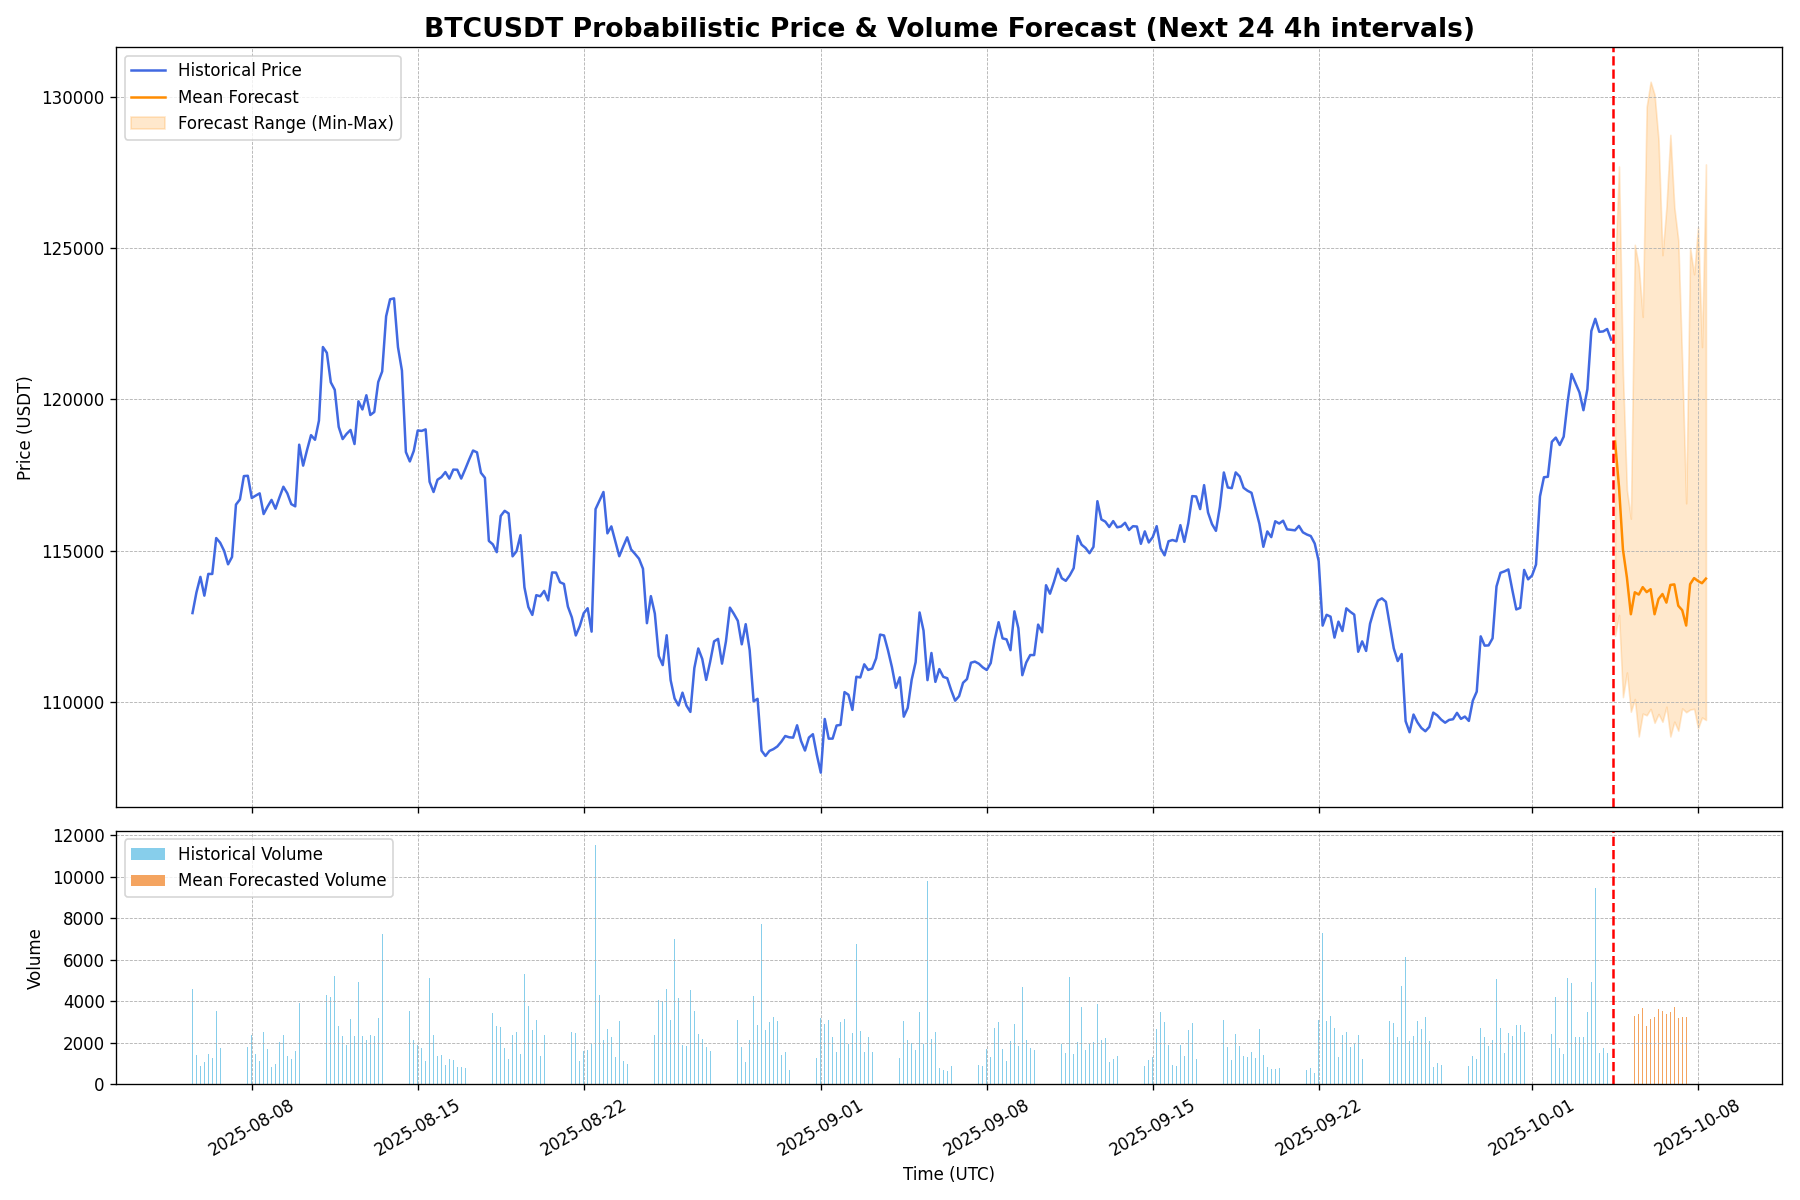 BTCUSDT Probabilistic Price & Volume Forecast (Next 24 4h intervals)
Historical Price
Mean Forecast
Forecast Range (Min-Max)
130000
125000
120000
115000
110000
Price (USDT)
Historical Volume
Mean Forecasted Volume
12000
10000
8000
6000
4000
2000
0
Volume
2025-08-08
2025-08-15
2025-08-22
2025-09-01
2025-09-08
2025-09-15
2025-09-22
2025-10-01
2025-10-08
Time (UTC)